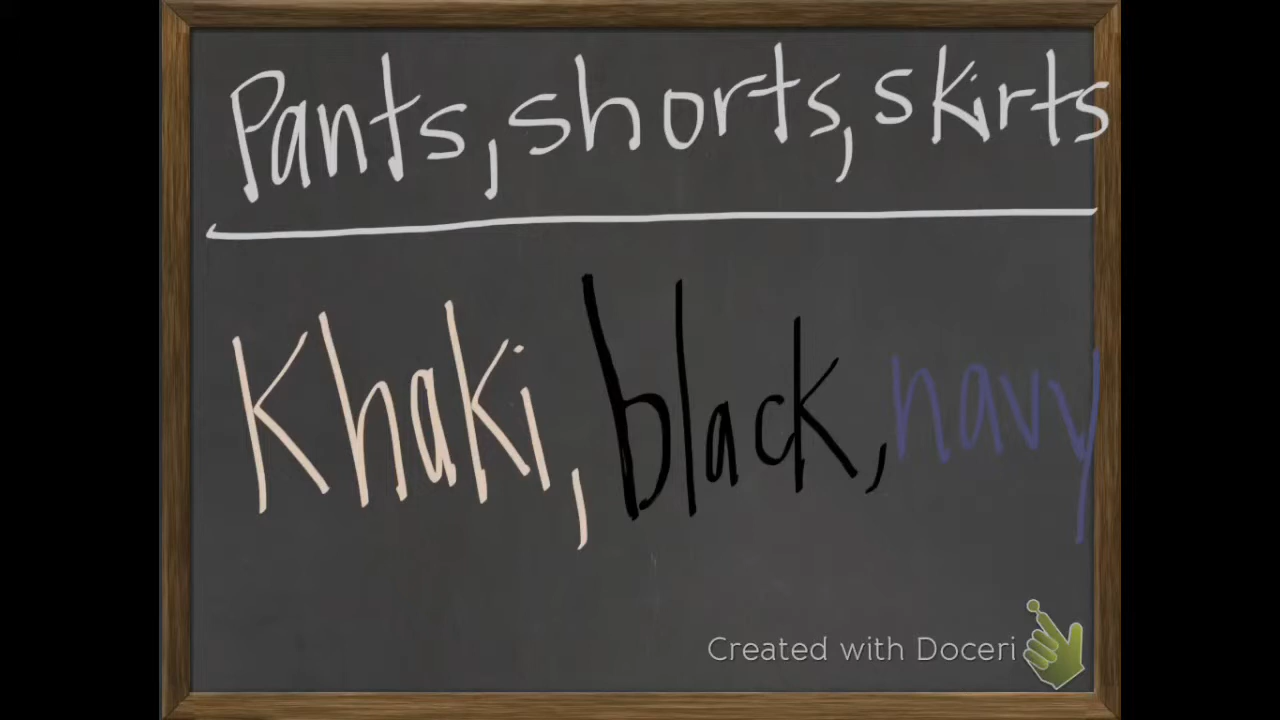 Pants, shorts, skirts
Khaki, black, navy
Created with Doceri